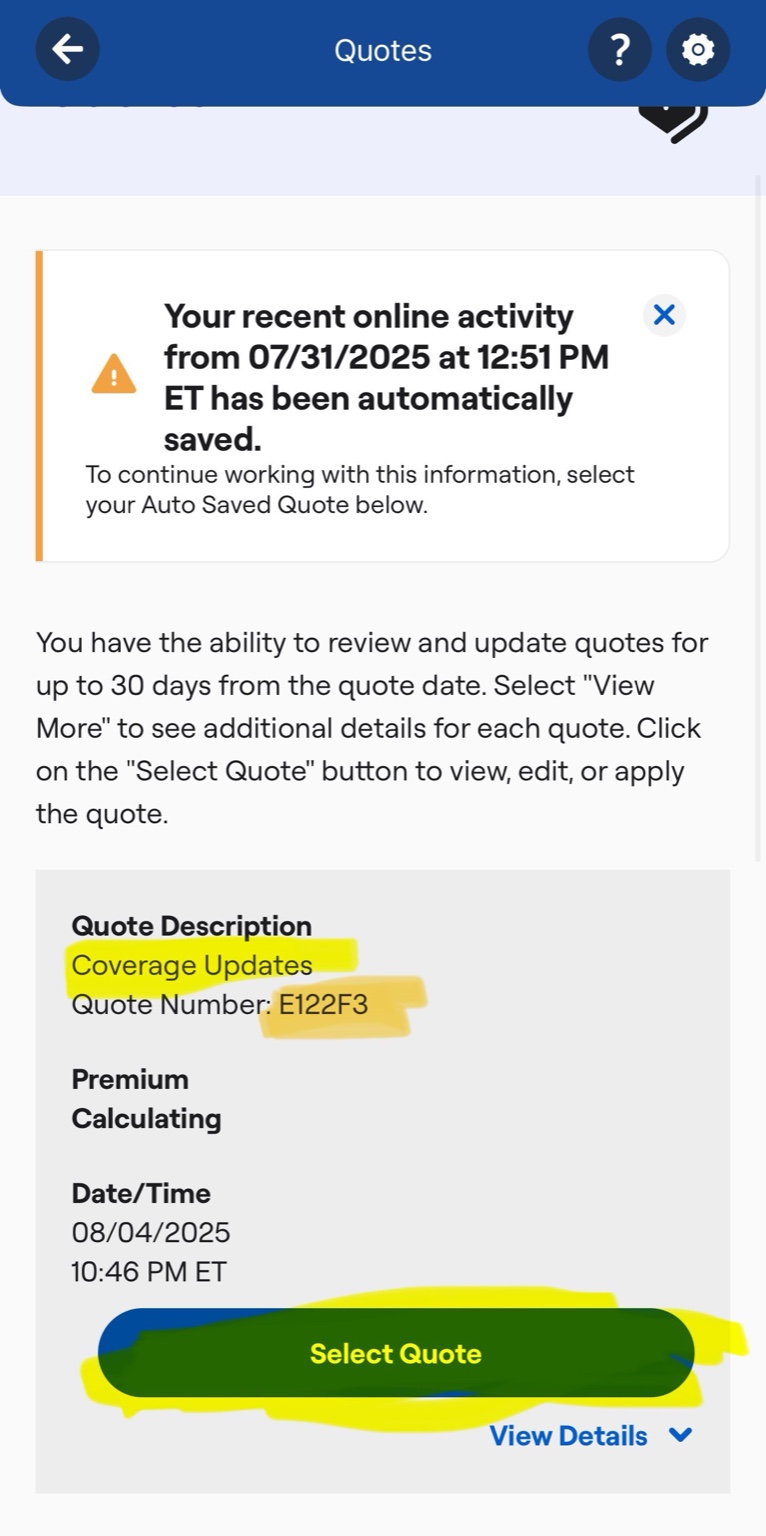 Quotes
?
Your recent online activity
from 07/31/2025 at 12:51 PM
ET has been automatically
saved.
To continue working with this information, select
your Auto Saved Quote below.
You have the ability to review and update quotes for
up to 30 days from the quote date. Select "View
More" to see additional details for each quote. Click
on the "Select Quote" button to view, edit, or apply
the quote.
Quote Description
Coverage Updates
Quote Number: E122F3
Premium
Calculating
Date/Time
08/04/2025
10:46 PM ET
Select Quote
View Details